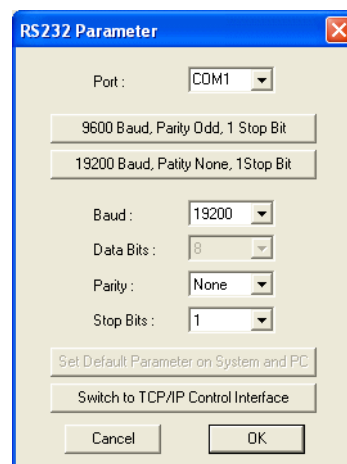 RS232 Parameter
Port : COM1
9600 Baud, Parity Odd, 1 Stop Bit
19200 Baud, Patity None, 1Stop Bit
Baud : 19200
Data Bits : 8
Parity : None
Stop Bits : 1
Set Default Parameter on System and PC
Switch to TCP/IP Control Interface
Cancel OK